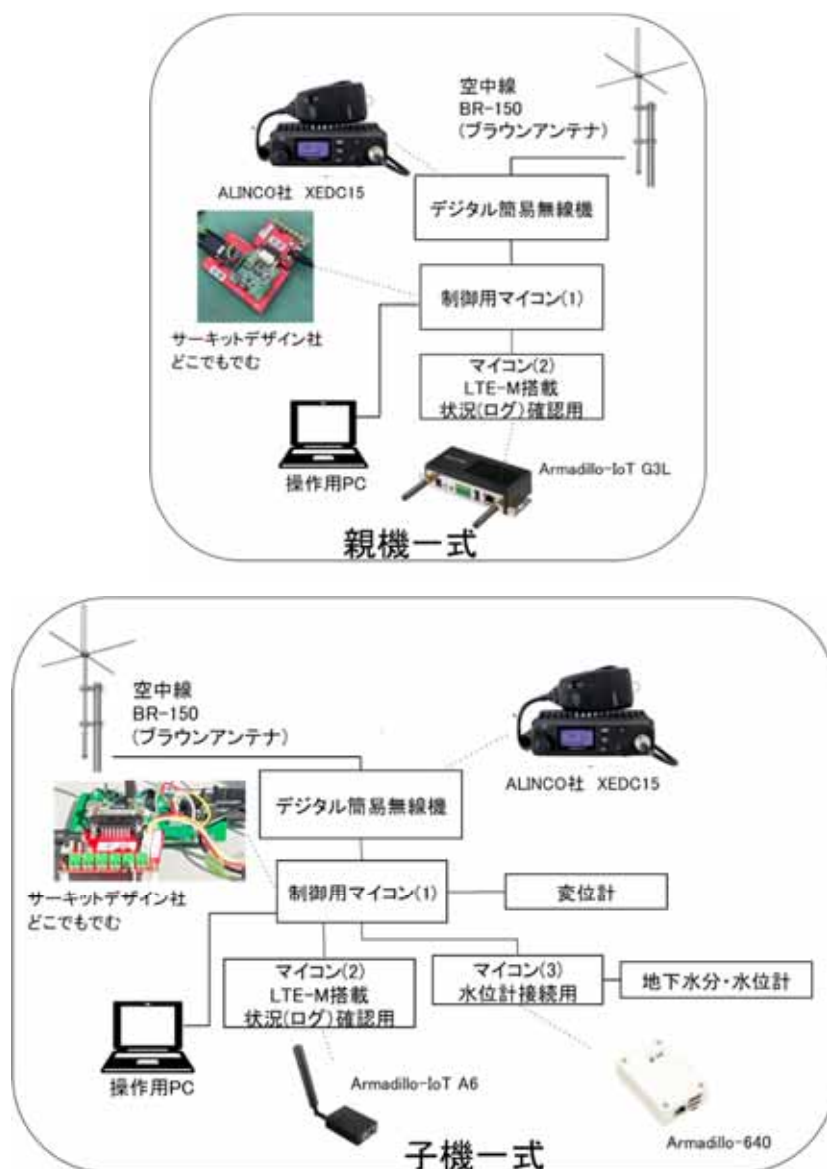 空中線
BR-150
(ブラウンアンテナ)
ALINCO社 XEDC15
デジタル簡易無線機
制御用マイコン(1)
サーキットデザイン社
どこでもでむ
マイコン(2)
LTE-M搭載
状況(ログ)確認用
操作用PC
Armadillo-IoT G3L
親機一式
空中線
BR-150
(ブラウンアンテナ)
ALINCO社 XEDC15
デジタル簡易無線機
サーキットデザイン社
どこでもでむ
制御用マイコン(1)
変位計
マイコン(2)
LTE-M搭載
状況(ログ)確認用
マイコン(3)
水位計接続用
地下水分・水位計
操作用PC
Armadillo-IoT A6
Armadillo-640
子機一式